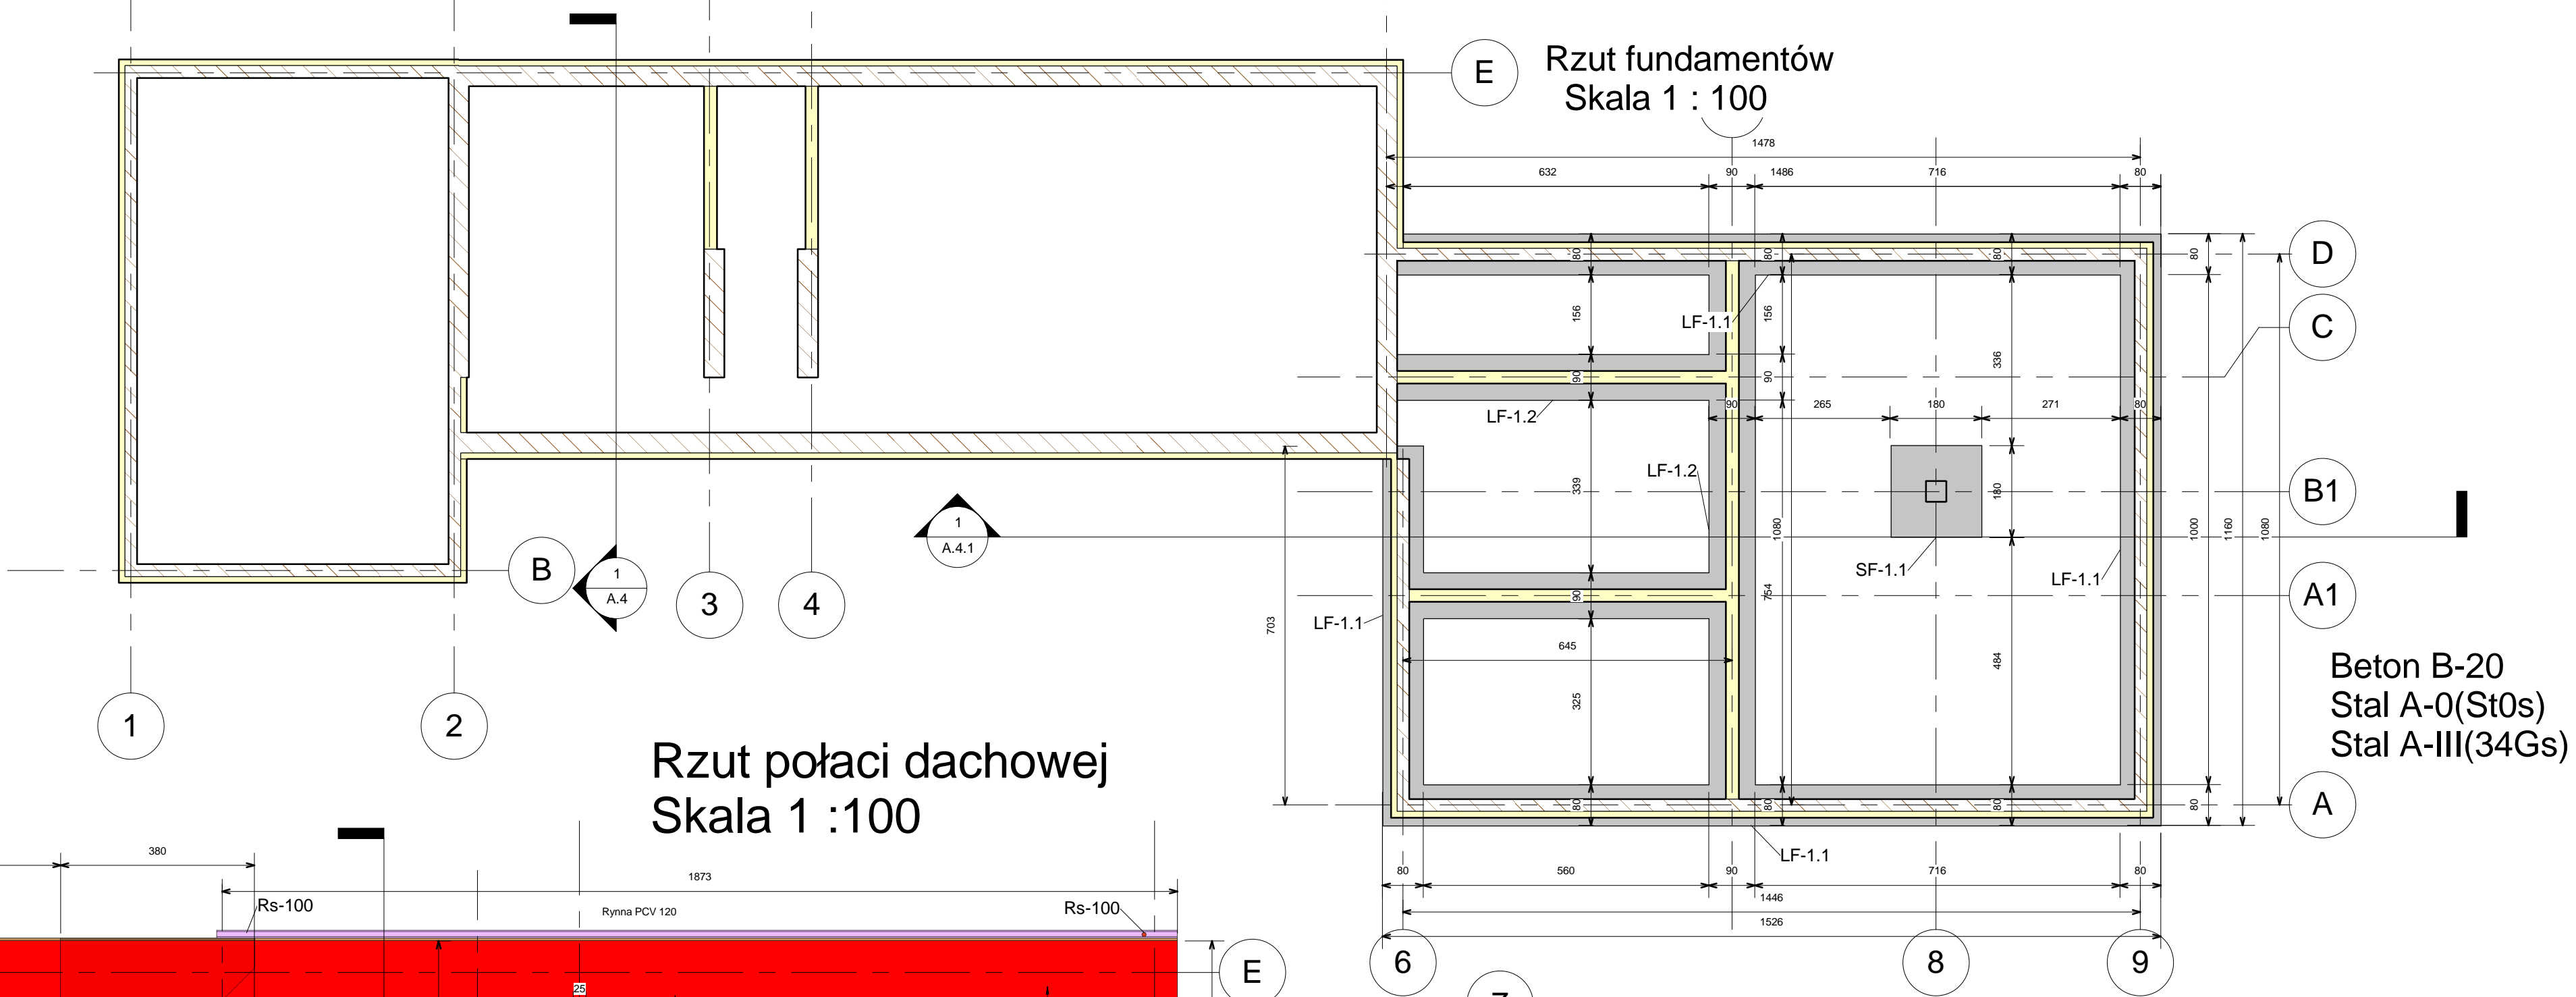 E
Rzut fundamentów
Skala 1 : 100
1478
632
90
1486
716
80
D
80
80
80
80
C
156
LF-1.1
156
336
90
90
LF-1.2
90
265
180
271
80
LF-1.2
339
180
B1
1
A.4.1
1080
1000
1160
1080
B
1
A.4
3
4
SF-1.1
LF-1.1
90
754
A1
703
LF-1.1
645
484
325
Beton B-20
Stal A-0(St0s)
Stal A-III(34Gs)
1
2
Rzut połaci dachowej
Skala 1 :100
80
80
80
80
A
LF-1.1
380
1873
80
560
90
716
80
1446
Rs-100
Rynna PCV 120
Rs-100
1526
6
8
9
E
25